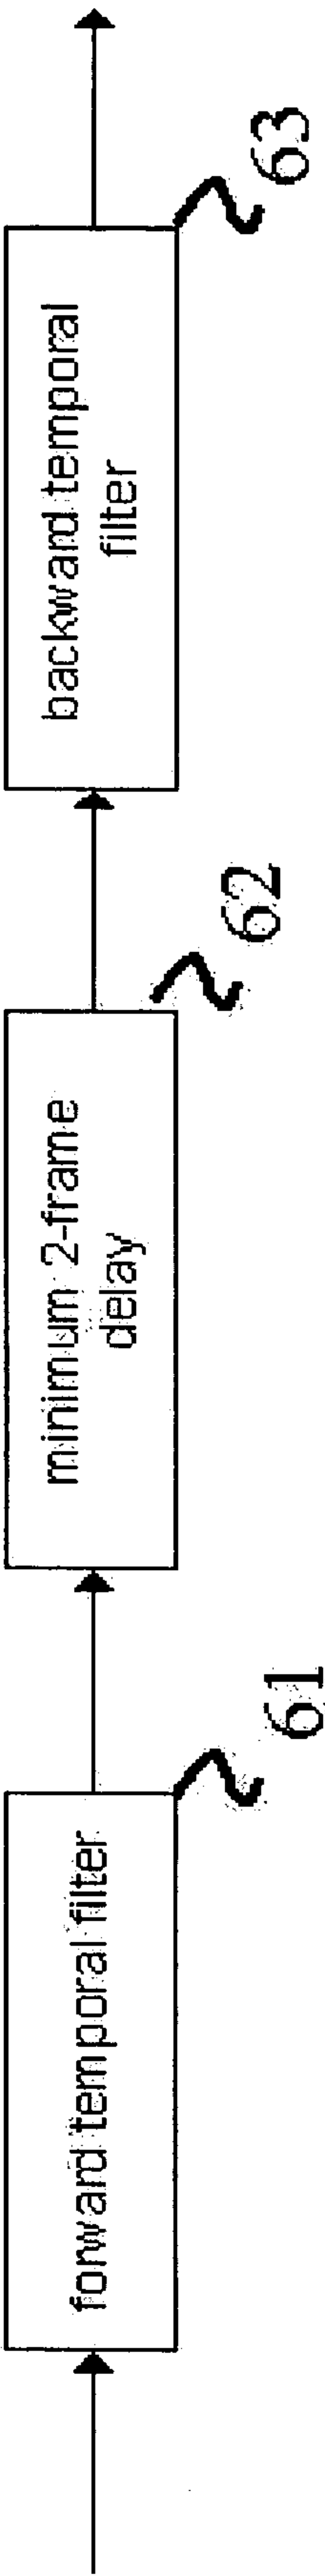 forward temporal filter
61
minimum 2-frame
delay
62
backward temporal
filter
63